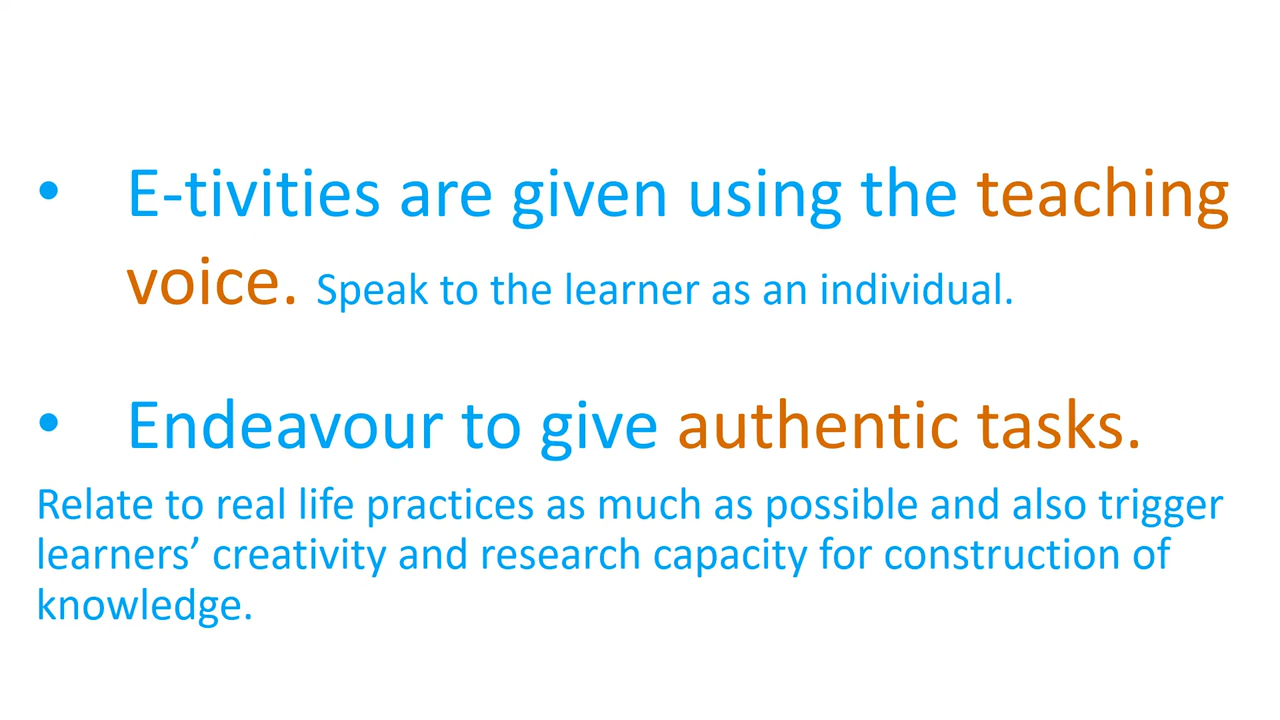 • E-tivities are given using the teaching
voice. Speak to the learner as an individual.
• Endeavour to give authentic tasks.
Relate to real life practices as much as possible and also trigger
learners’ creativity and research capacity for construction of
knowledge.